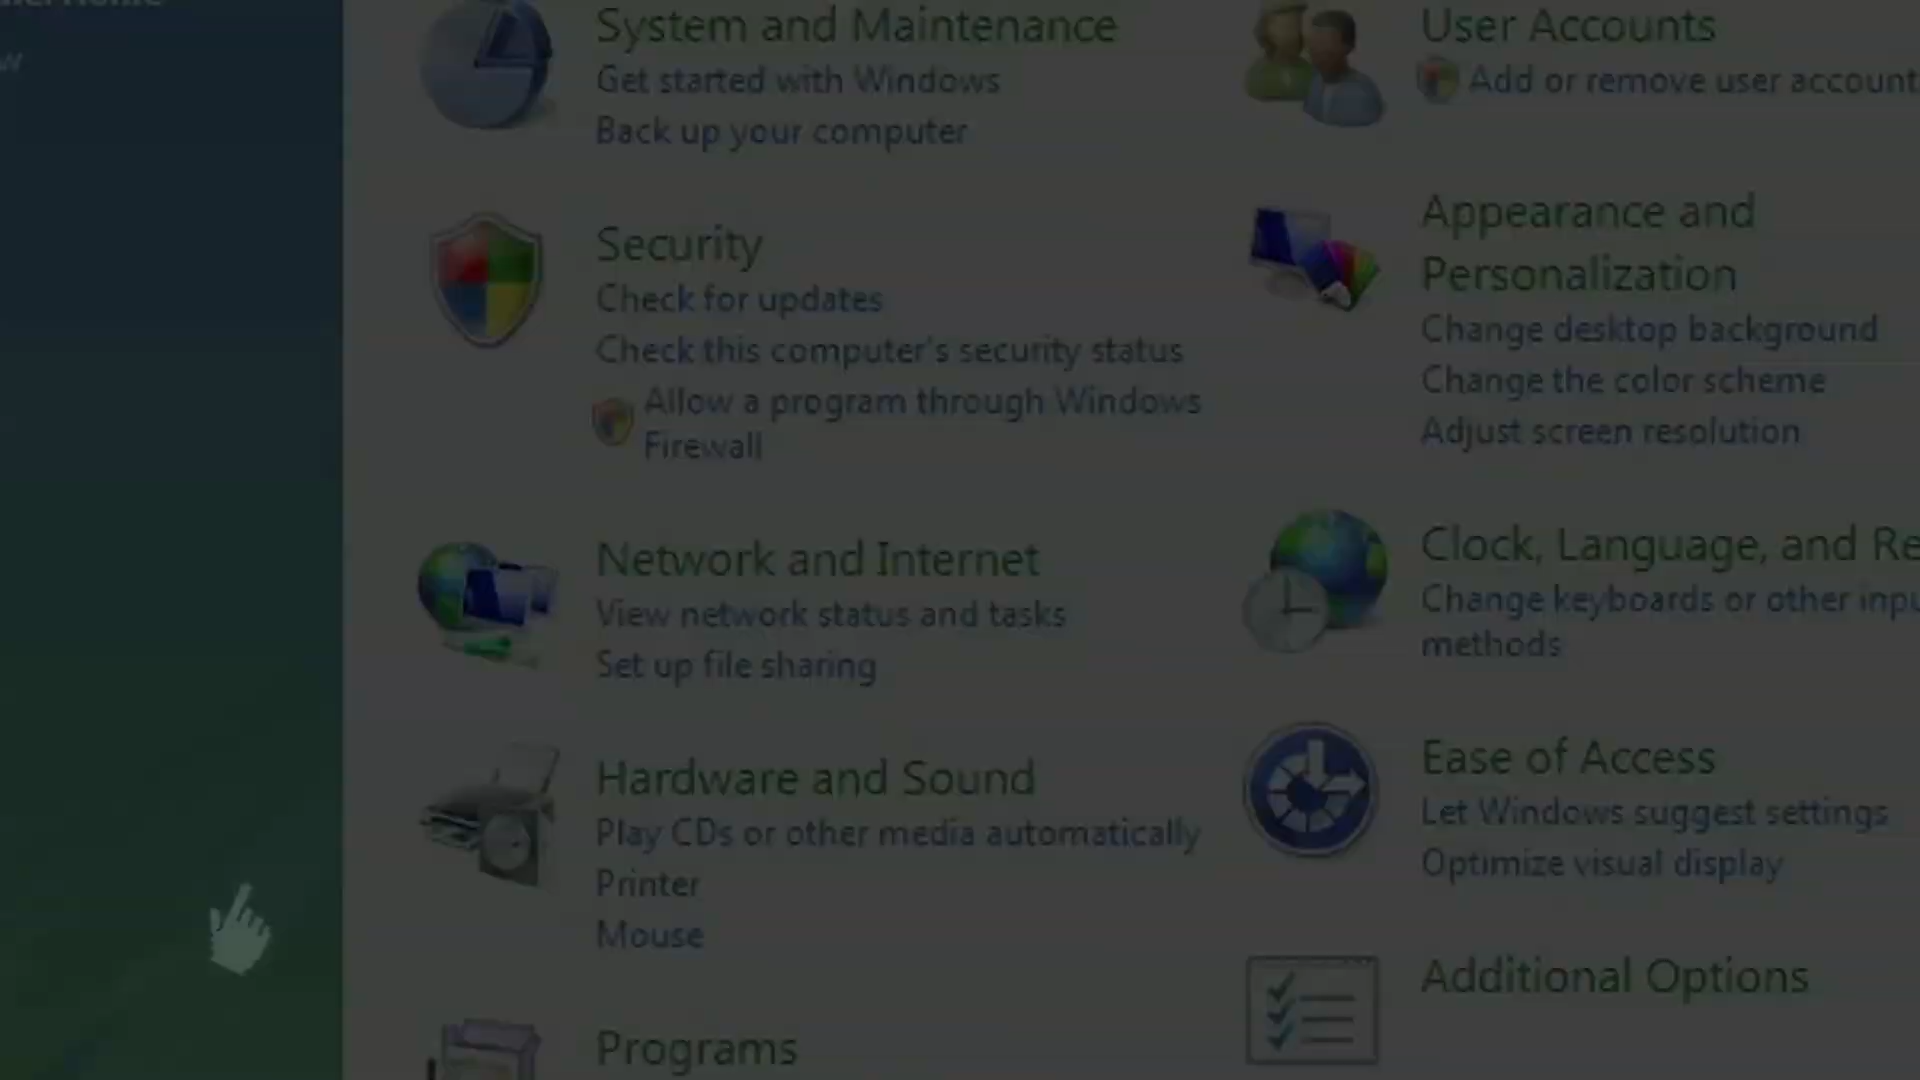 System and Maintenance
Get started with Windows
Back up your computer
Security
Check for updates
Check this computer's security status
Allow a program through Windows
Firewall
Network and Internet
View network status and tasks
Set up file sharing
Hardware and Sound
Play CDs or other media automatically
Printer
Mouse
Programs
User Accounts
Add or remove user account
Appearance and
Personalization
Change desktop background
Change the color scheme
Adjust screen resolution
Clock, Language, and Re
Change keyboards or other inpu
methods
Ease of Access
Let Windows suggest settings
Optimize visual display
Additional Options